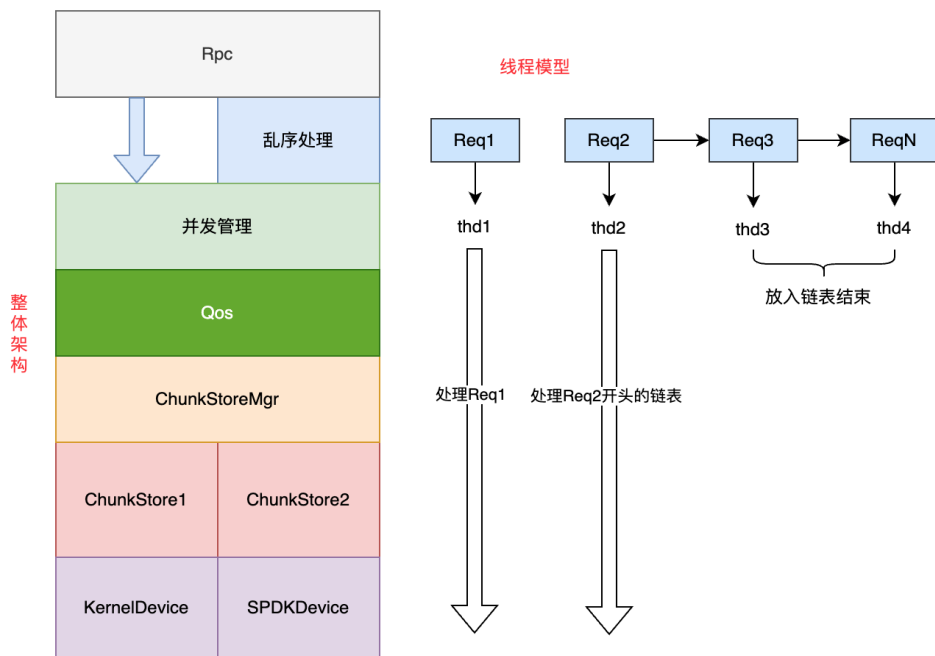 整体架构
Rpc
乱序处理
并发管理
Qos
ChunkStoreMgr
ChunkStore1
ChunkStore2
KernelDevice
SPDKDevice
线程模型
Req1
Req2
Req3
ReqN
thd1
thd2
thd3
thd4
放入链表结束
处理Req1
处理Req2开头的链表